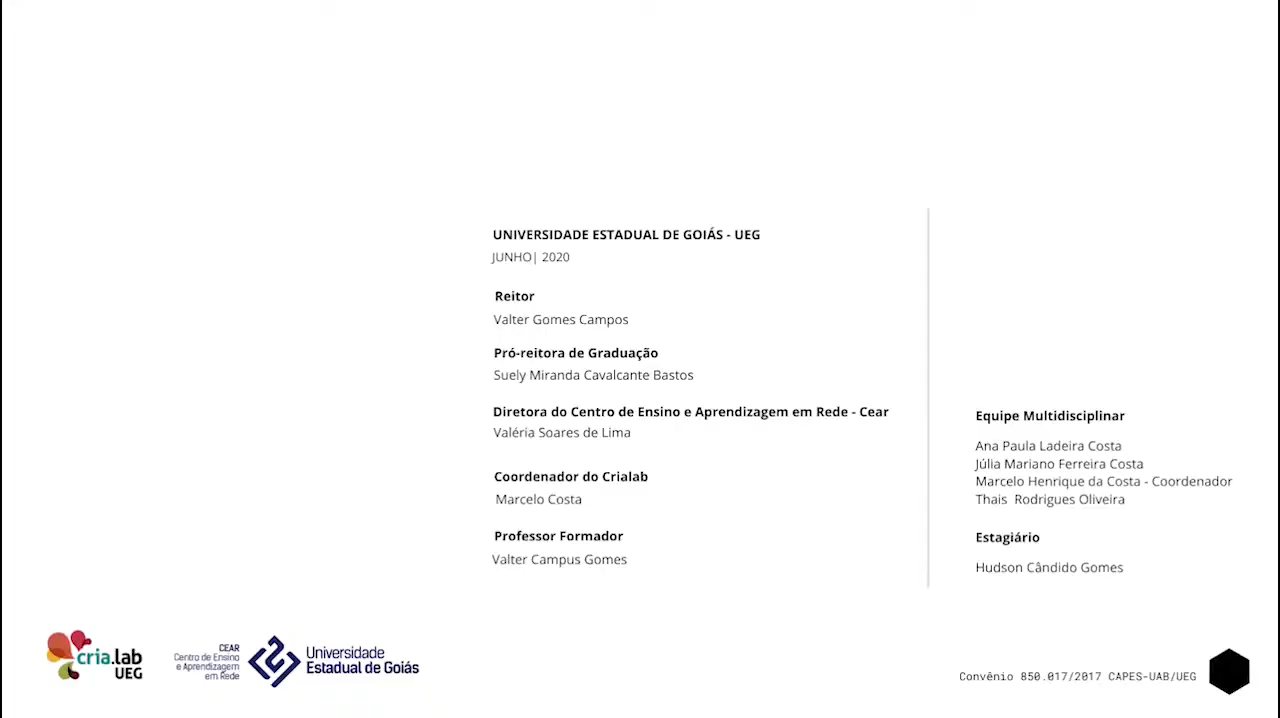 UNIVERSIDADE ESTADUAL DE GOIÁS - UEG
JUNHO| 2020
Reitor
Valter Gomes Campos
Pró-reitora de Graduação
Suely Miranda Cavalcante Bastos
Diretora do Centro de Ensino e Aprendizagem em Rede - Cear
Valéria Soares de Lima
Coordenador do Crialab
Marcelo Costa
Professor Formador
Valter Campus Gomes
Equipe Multidisciplinar
Ana Paula Ladeira Costa
Júlia Mariano Ferreira Costa
Marcelo Henrique da Costa - Coordenador
Thais Rodrigues Oliveira
Estagiário
Hudson Cândido Gomes
cria.lab
UEG
CEAR
Centro de Ensino
e Aprendizagem
em Rede
Universidade
Estadual de Goiás
Convênio 850.017/2017 CAPES-UAB/UEG